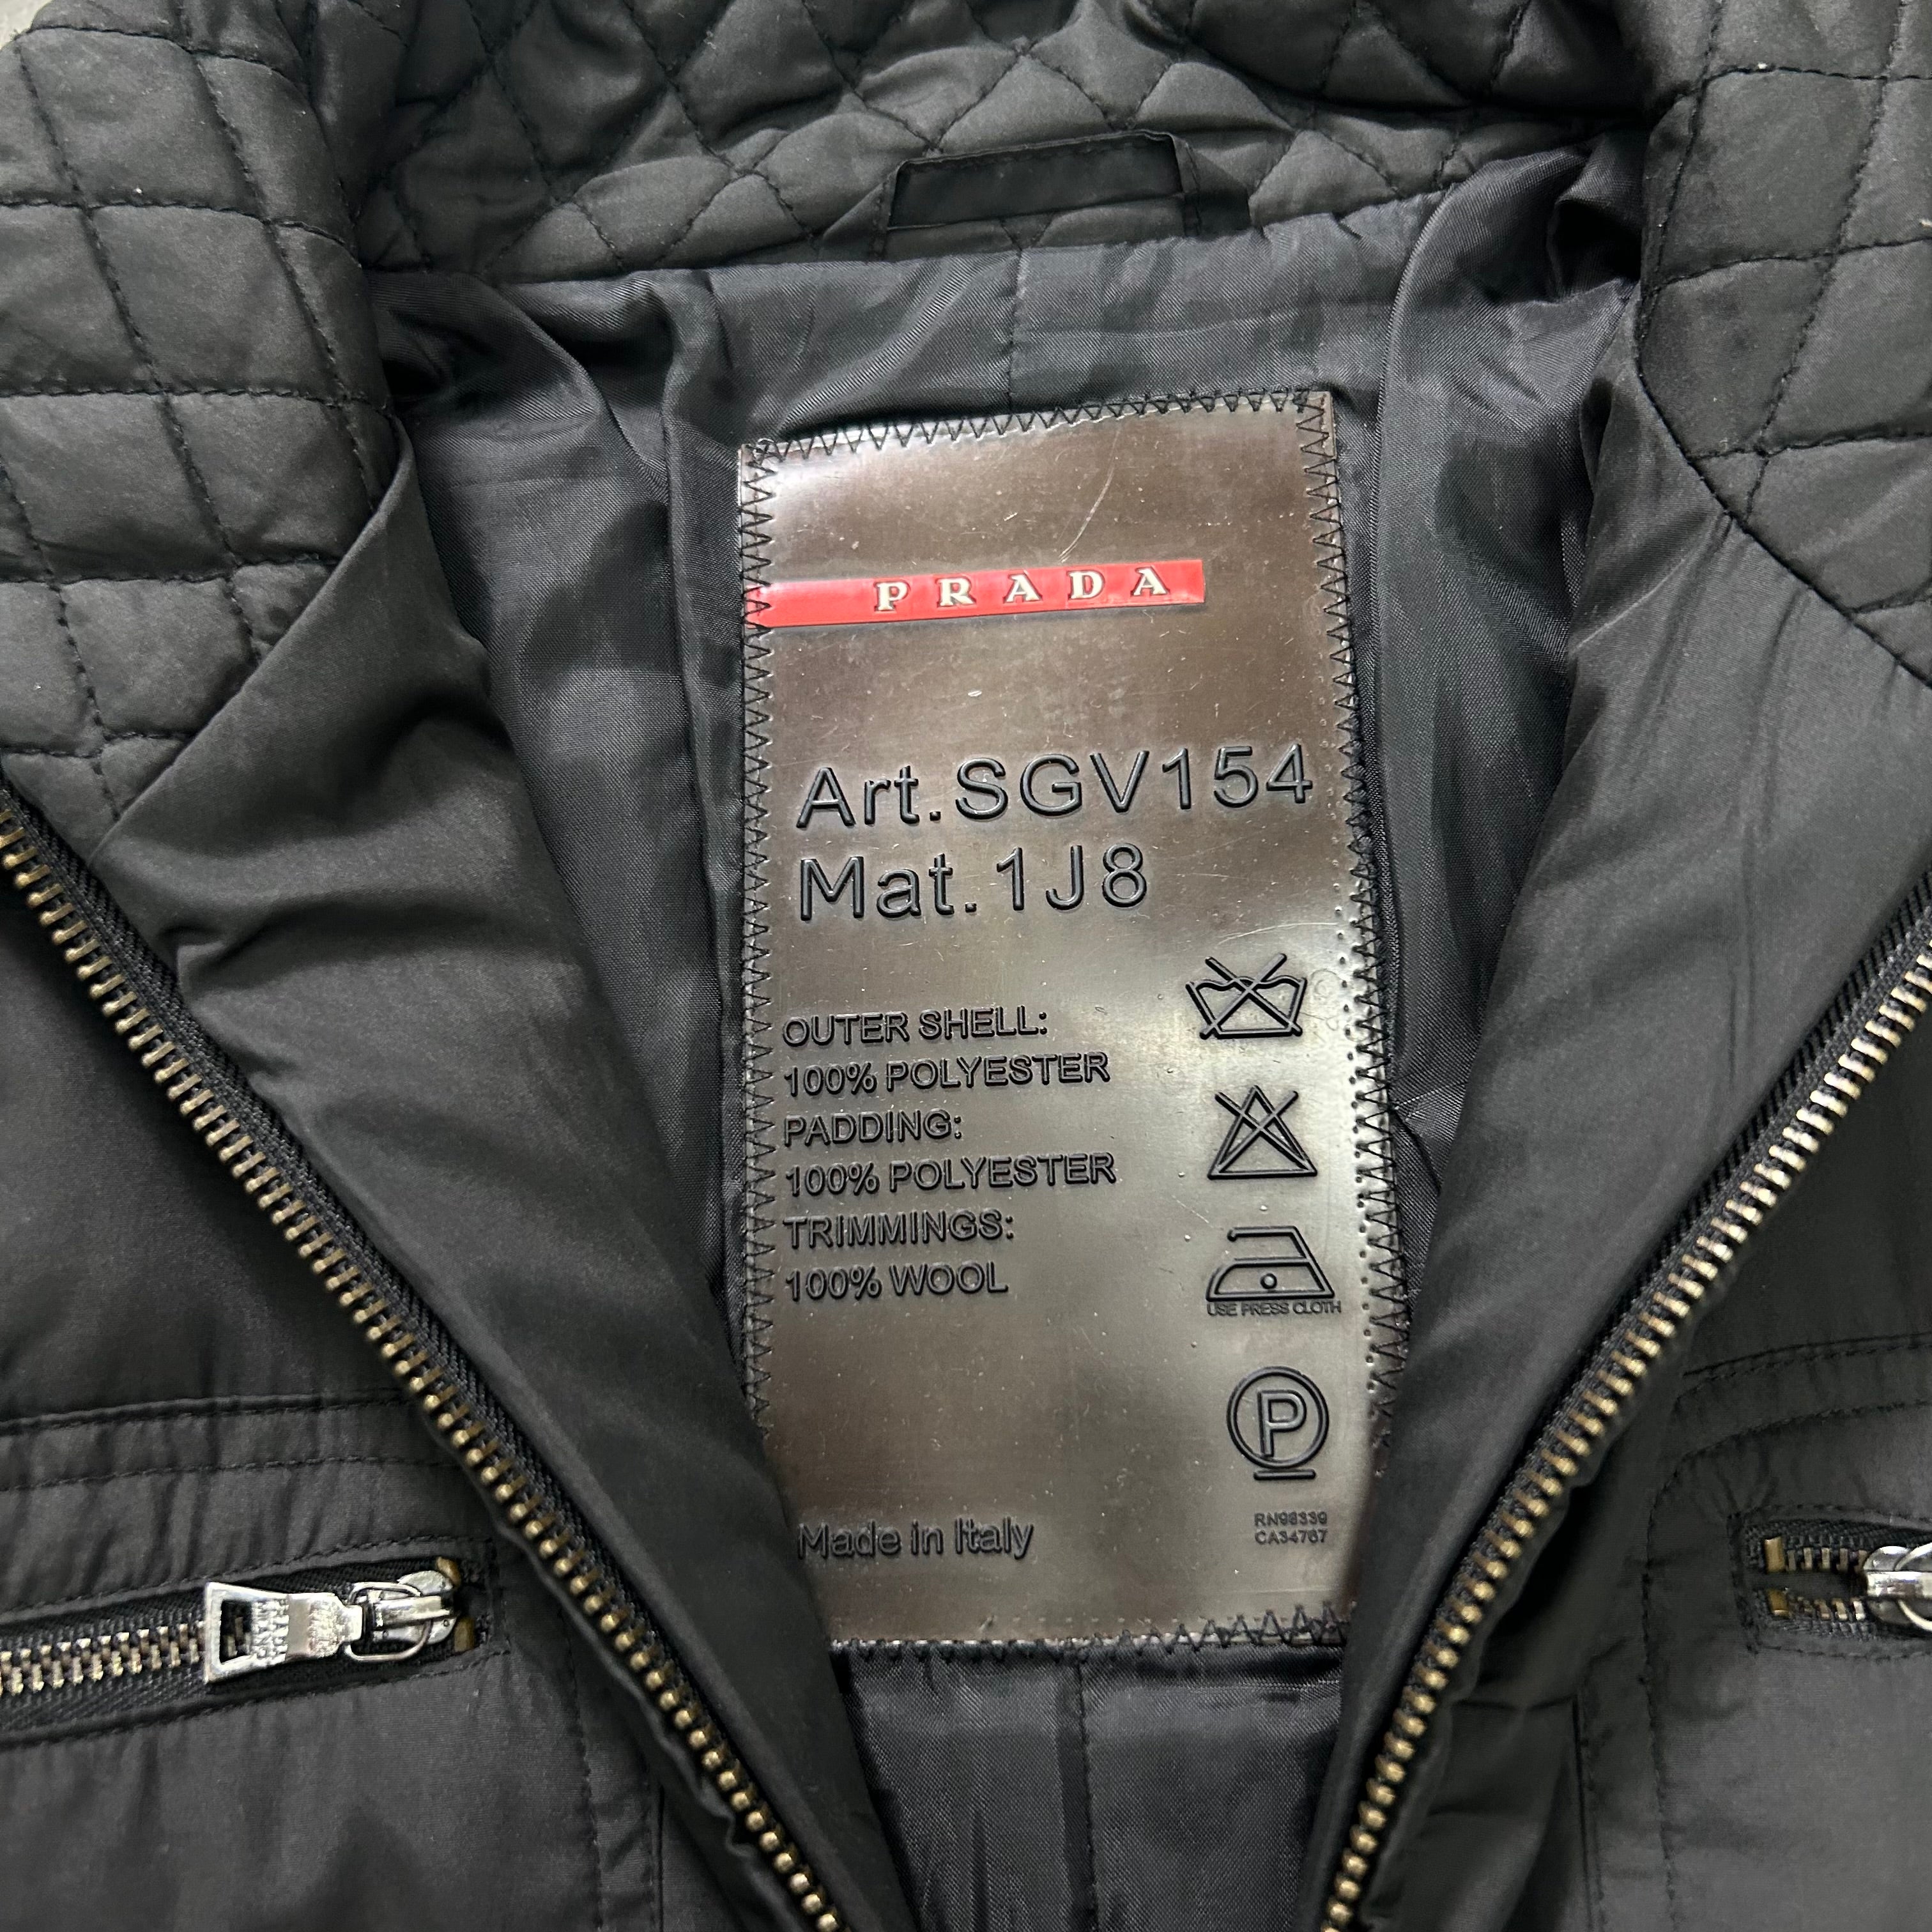 PRADA
Art.SGV154
Mat.1J8
OUTER SHELL:
100% POLYESTER
PADDING:
100% POLYESTER
TRIMMINGS:
100% WOOL
USE PRESS CLOTH
P
Made in Italy
RN96339
CA34767